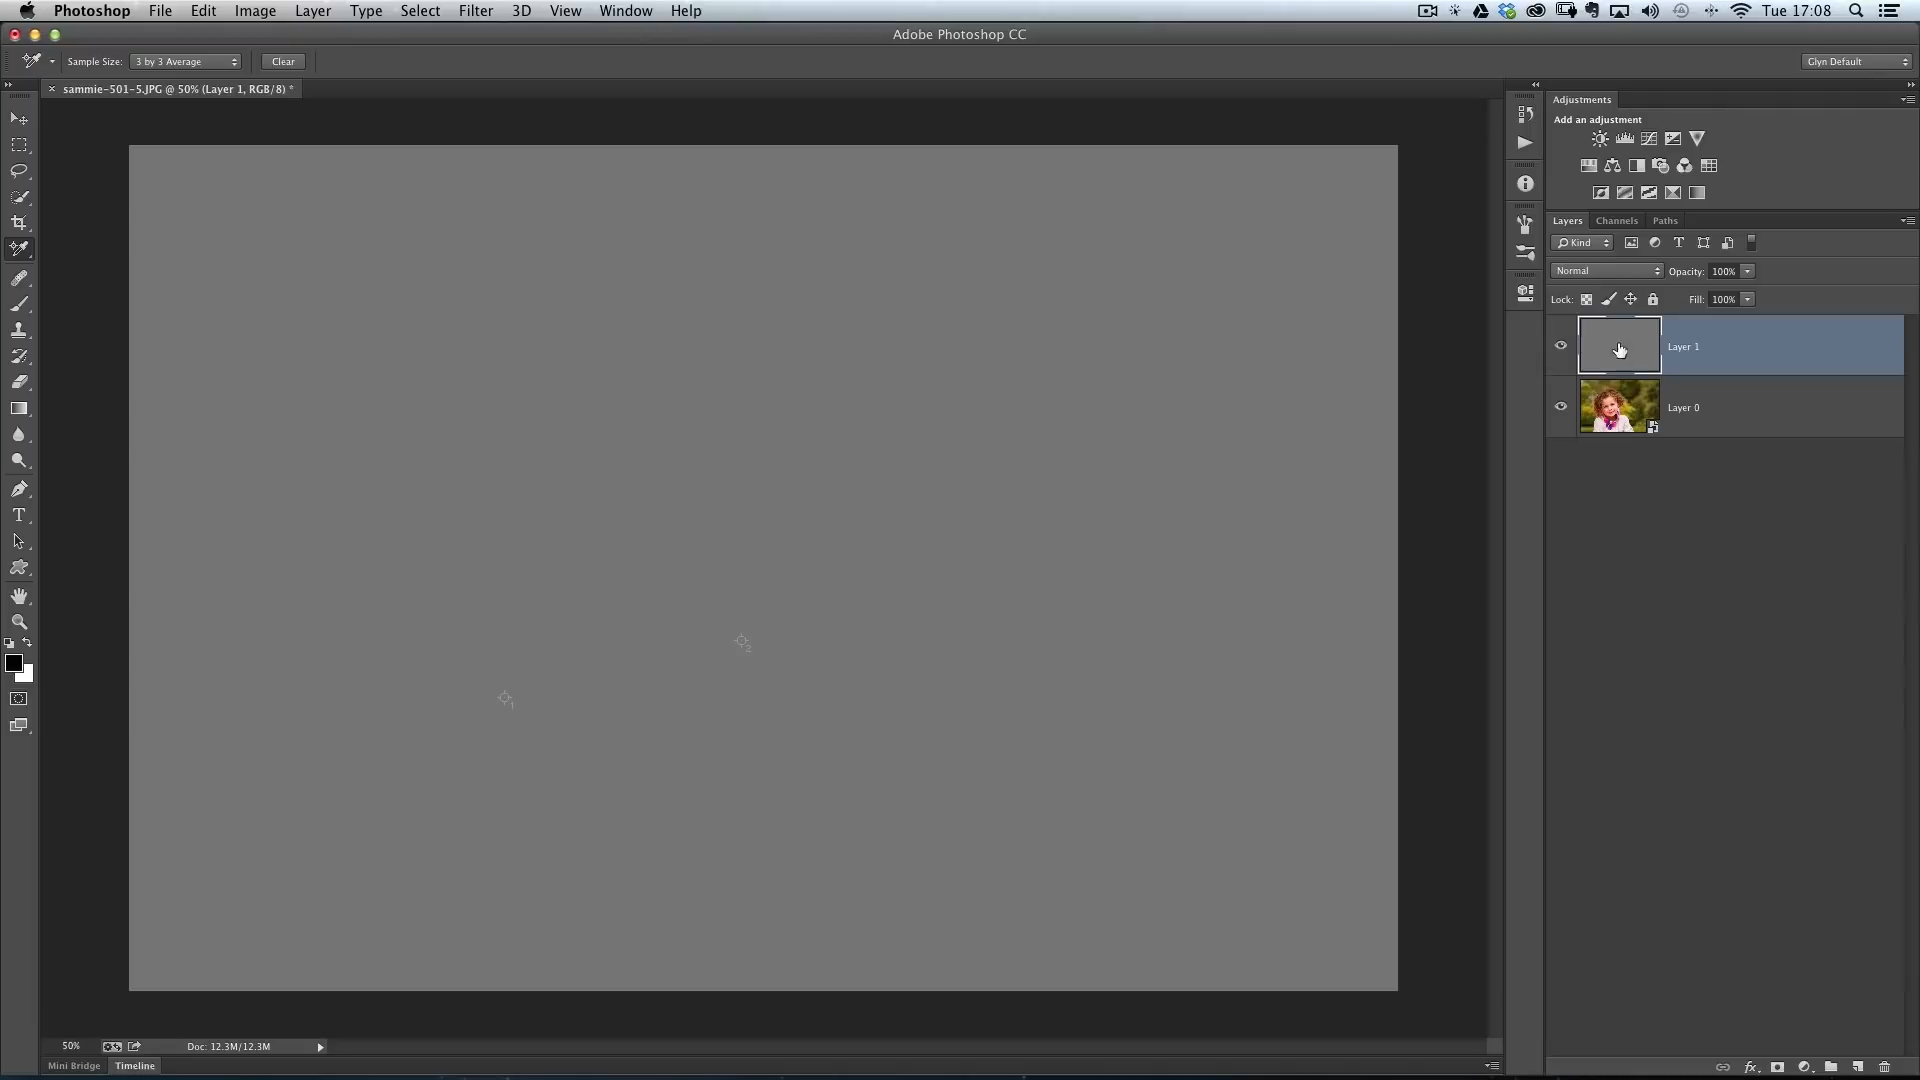 Photoshop File Edit Image Layer Type Select Filter 3D View Window Help Tue 17:08
Adobe Photoshop CC
Sample Size: 3 by 3 Average Clear Glyn Default
× sammie-501-5.JPG @ 50% (Layer 1, RGB/8) *
Adjustments
Add an adjustment
Layers Channels Paths
Kind
Normal Opacity: 100%
Lock: Fill: 100%
Layer 1
Layer 0
2
1
T
50% Doc: 12.3M/12.3M
Mini Bridge Timeline
fx